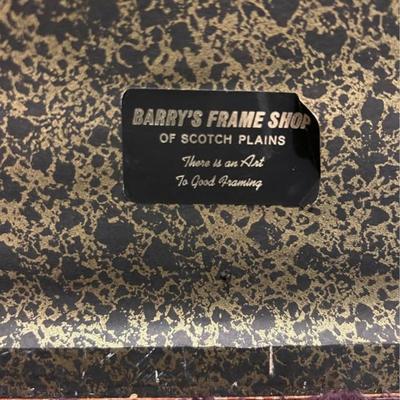 BARRY'S FRAME SHOP
OF SCOTCH PLAINS
There is an Art
To Good Framing